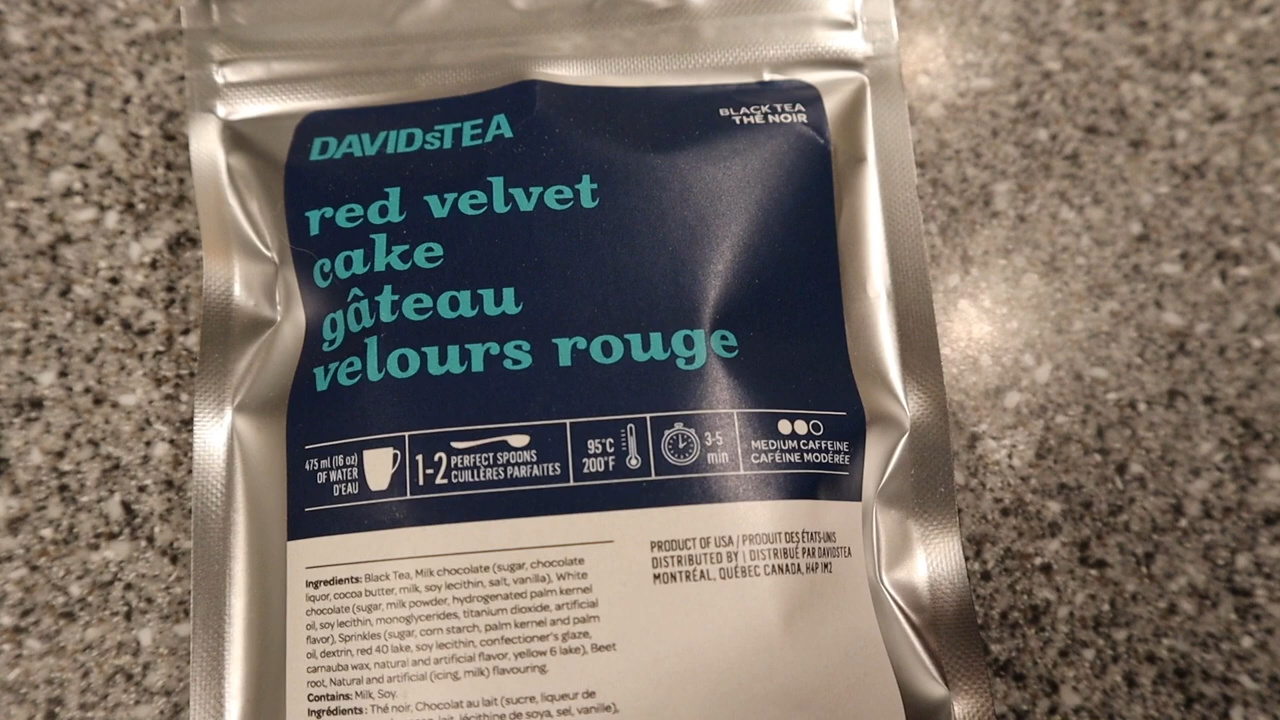 DAVIDsTEA
BLACK TEA
THÉ NOIR
red velvet
cake
gâteau
velours rouge
475 ml (16 oz)
OF WATER
D'EAU
1-2 PERFECT SPOONS
CUILLÈRES PARFAITES
95°C
200°F
3-5
min
MEDIUM CAFFEINE
CAFÉINE MODÉRÉE
Ingredients: Black Tea, Milk chocolate (sugar, chocolate
liquor, cocoa butter, milk, soy lecithin, salt, vanilla), White
chocolate (sugar, milk powder, hydrogenated palm kernel
oil, soy lecithin, monoglycerides, titanium dioxide, artificial
flavor), Sprinkles (sugar, corn starch, palm kernel and palm
oil, dextrin, red 40 lake, soy lecithin, confectioner's glaze,
carnauba wax, natural and artificial flavor, yellow 6 lake), Beet
root, Natural and artificial (icing, milk) flavouring.
Contains: Milk, Soy.
Ingrédients: Thé noir, Chocolat au lait (sucre, liqueur de
lait, lécithine de soya, sel, vanille),
PRODUCT OF USA / PRODUIT DES ÉTATS-UNIS
DISTRIBUTED BY | DISTRIBUÉ PAR DAVIDSTEA
MONTRÉAL, QUÉBEC CANADA, H4P 1M2